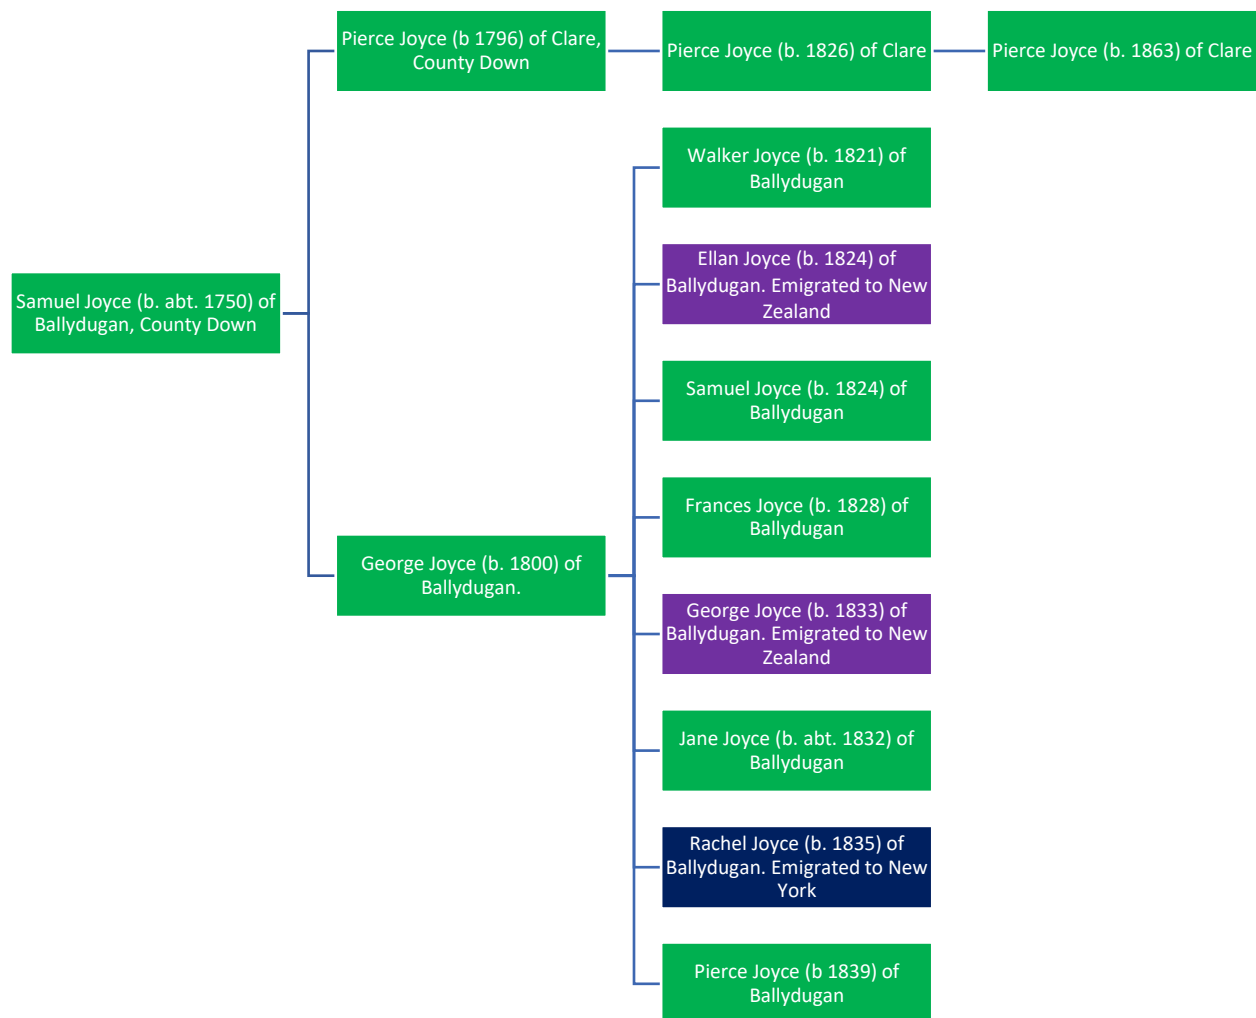 Pierce Joyce (b 1796) of Clare,
County Down
Pierce Joyce (b. 1826) of Clare
Pierce Joyce (b. 1863) of Clare
Walker Joyce (b. 1821) of
Ballydugan
Ellan Joyce (b. 1824) of
Ballydugan. Emigrated to New
Zealand
Samuel Joyce (b. abt. 1750) of
Ballydugan, County Down
Samuel Joyce (b. 1824) of
Ballydugan
Frances Joyce (b. 1828) of
Ballydugan
George Joyce (b. 1800) of
Ballydugan.
George Joyce (b. 1833) of
Ballydugan. Emigrated to New
Zealand
Jane Joyce (b. abt. 1832) of
Ballydugan
Rachel Joyce (b. 1835) of
Ballydugan. Emigrated to New
York
Pierce Joyce (b 1839) of
Ballydugan